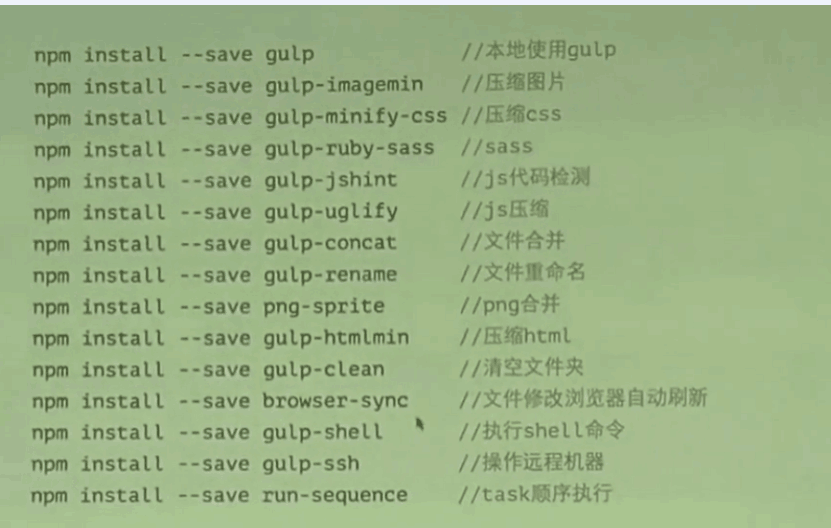 npm install --save gulp //本地使用gulp
npm install --save gulp-imagemin //压缩图片
npm install --save gulp-minify-css //压缩css
npm install --save gulp-ruby-sass //sass
npm install --save gulp-jshint //js代码检测
npm install --save gulp-uglify //js压缩
npm install --save gulp-concat //文件合并
npm install --save gulp-rename //文件重命名
npm install --save png-sprite //png合并
npm install --save gulp-htmlmin //压缩html
npm install --save gulp-clean //清空文件夹
npm install --save browser-sync //文件修改浏览器自动刷新
npm install --save gulp-shell //执行shell命令
npm install --save gulp-ssh //操作远程机器
npm install --save run-sequence //task顺序执行